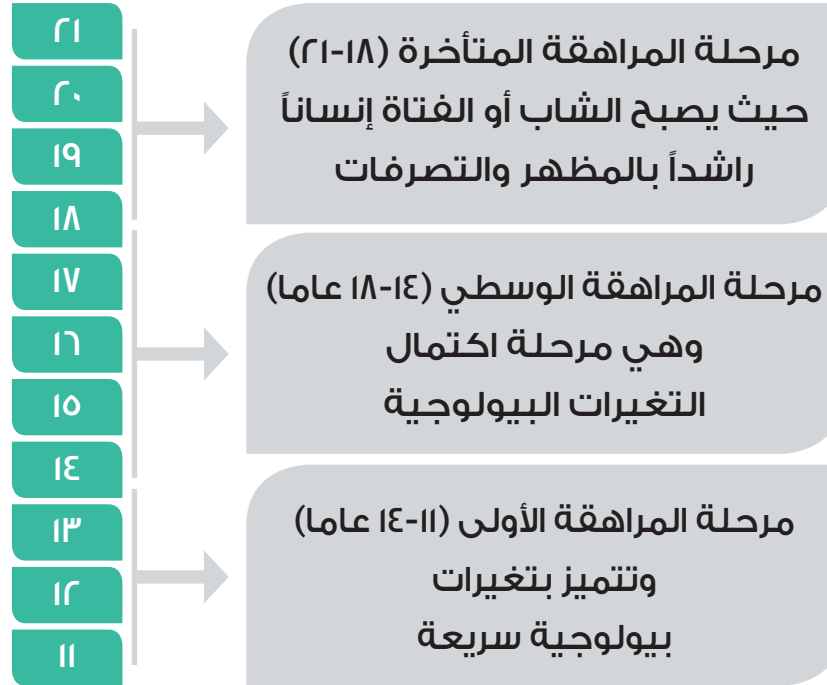 ٢١
٢٠
١٩
١٨
١٧
١٦
١٥
١٤
١٣
١٢
١١
مرحلة المراهقة المتأخرة (١٨-٢١)
حيث يصبح الشاب أو الفتاة إنساناً
راشداً بالمظهر والتصرفات
مرحلة المراهقة الوسطي (١٤-١٨ عاما)
وهي مرحلة اكتمال
التغيرات البيولوجية
مرحلة المراهقة الأولى (١١-١٤ عاما)
وتتميز بتغيرات
بيولوجية سريعة